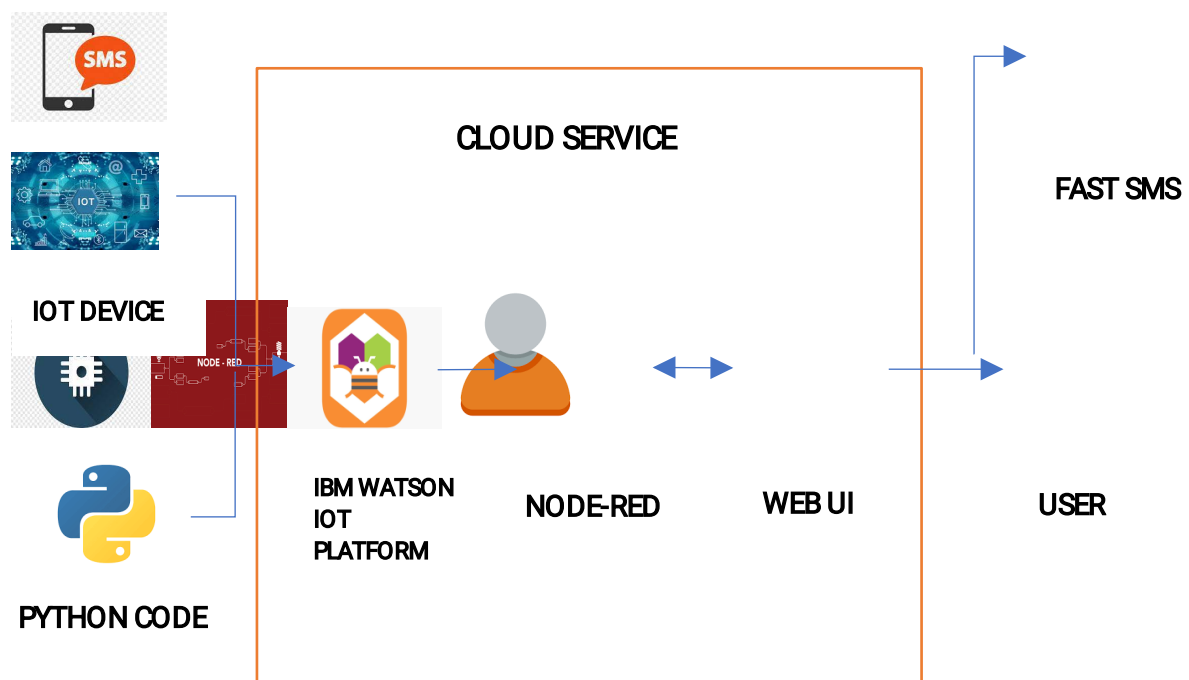 SMS
CLOUD SERVICE
FAST SMS
@
IOT
IOT DEVICE
NODE - RED
IBM WATSON
IOT
PLATFORM
NODE-RED
WEB UI
USER
PYTHON CODE